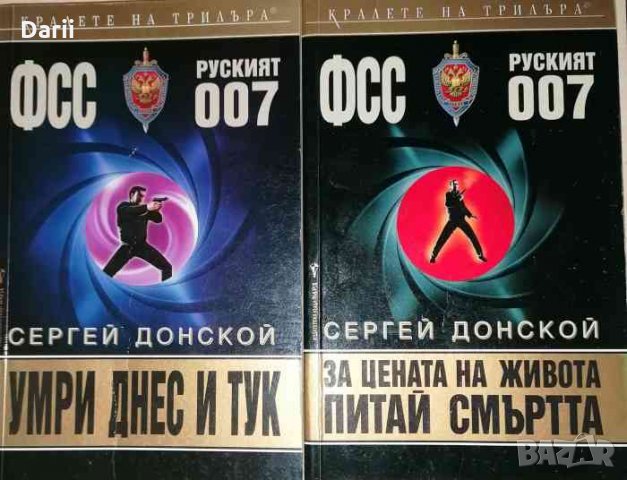 Darii
КРАЛЕТЕ НА ТРИЛЪРА®
ФСС
РУСКИЯТ
007
СЕРГЕЙ ДОНСКОЙ
УМРИ ДНЕС И ТУК
КРАЛЕТЕ НА ТРИЛЪРА®
ФСС
РУСКИЯТ
007
СЕРГЕЙ ДОНСКОЙ
ЗА ЦЕНАТА НА ЖИВОТА
ПИТАЙ СМЪРТТА
BAZAR